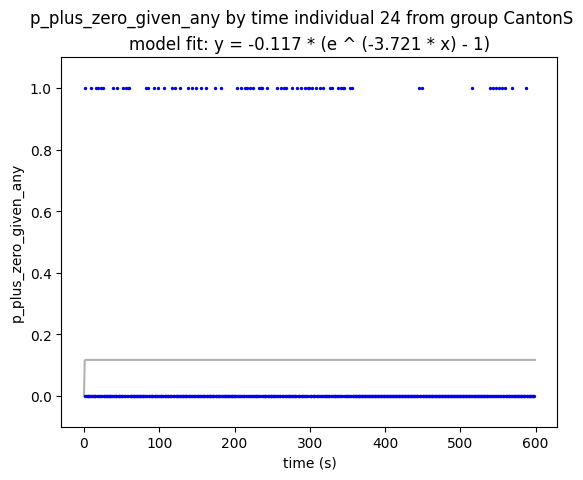 p_plus_zero_given_any by time individual 24 from group CantonS
model fit: y = -0.117 * (e ^ (-3.721 * x) - 1)
p_plus_zero_given_any
1.0
0.8
0.6
0.4
0.2
0.0
0 100 200 300 400 500 600
time (s)